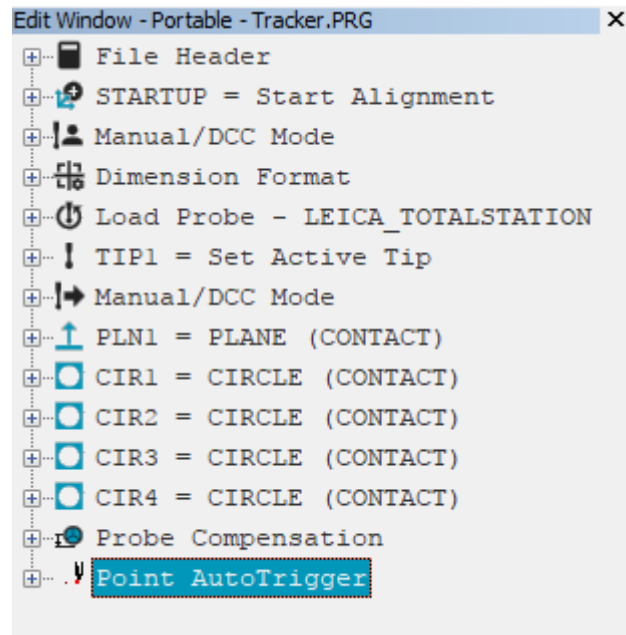 Edit Window - Portable - Tracker.PRG
File Header
STARTUP = Start Alignment
Manual/DCC Mode
Dimension Format
Load Probe - LEICA_TOTALSTATION
TIP1 = Set Active Tip
Manual/DCC Mode
PLN1 = PLANE (CONTACT)
CIR1 = CIRCLE (CONTACT)
CIR2 = CIRCLE (CONTACT)
CIR3 = CIRCLE (CONTACT)
CIR4 = CIRCLE (CONTACT)
Probe Compensation
Point AutoTrigger